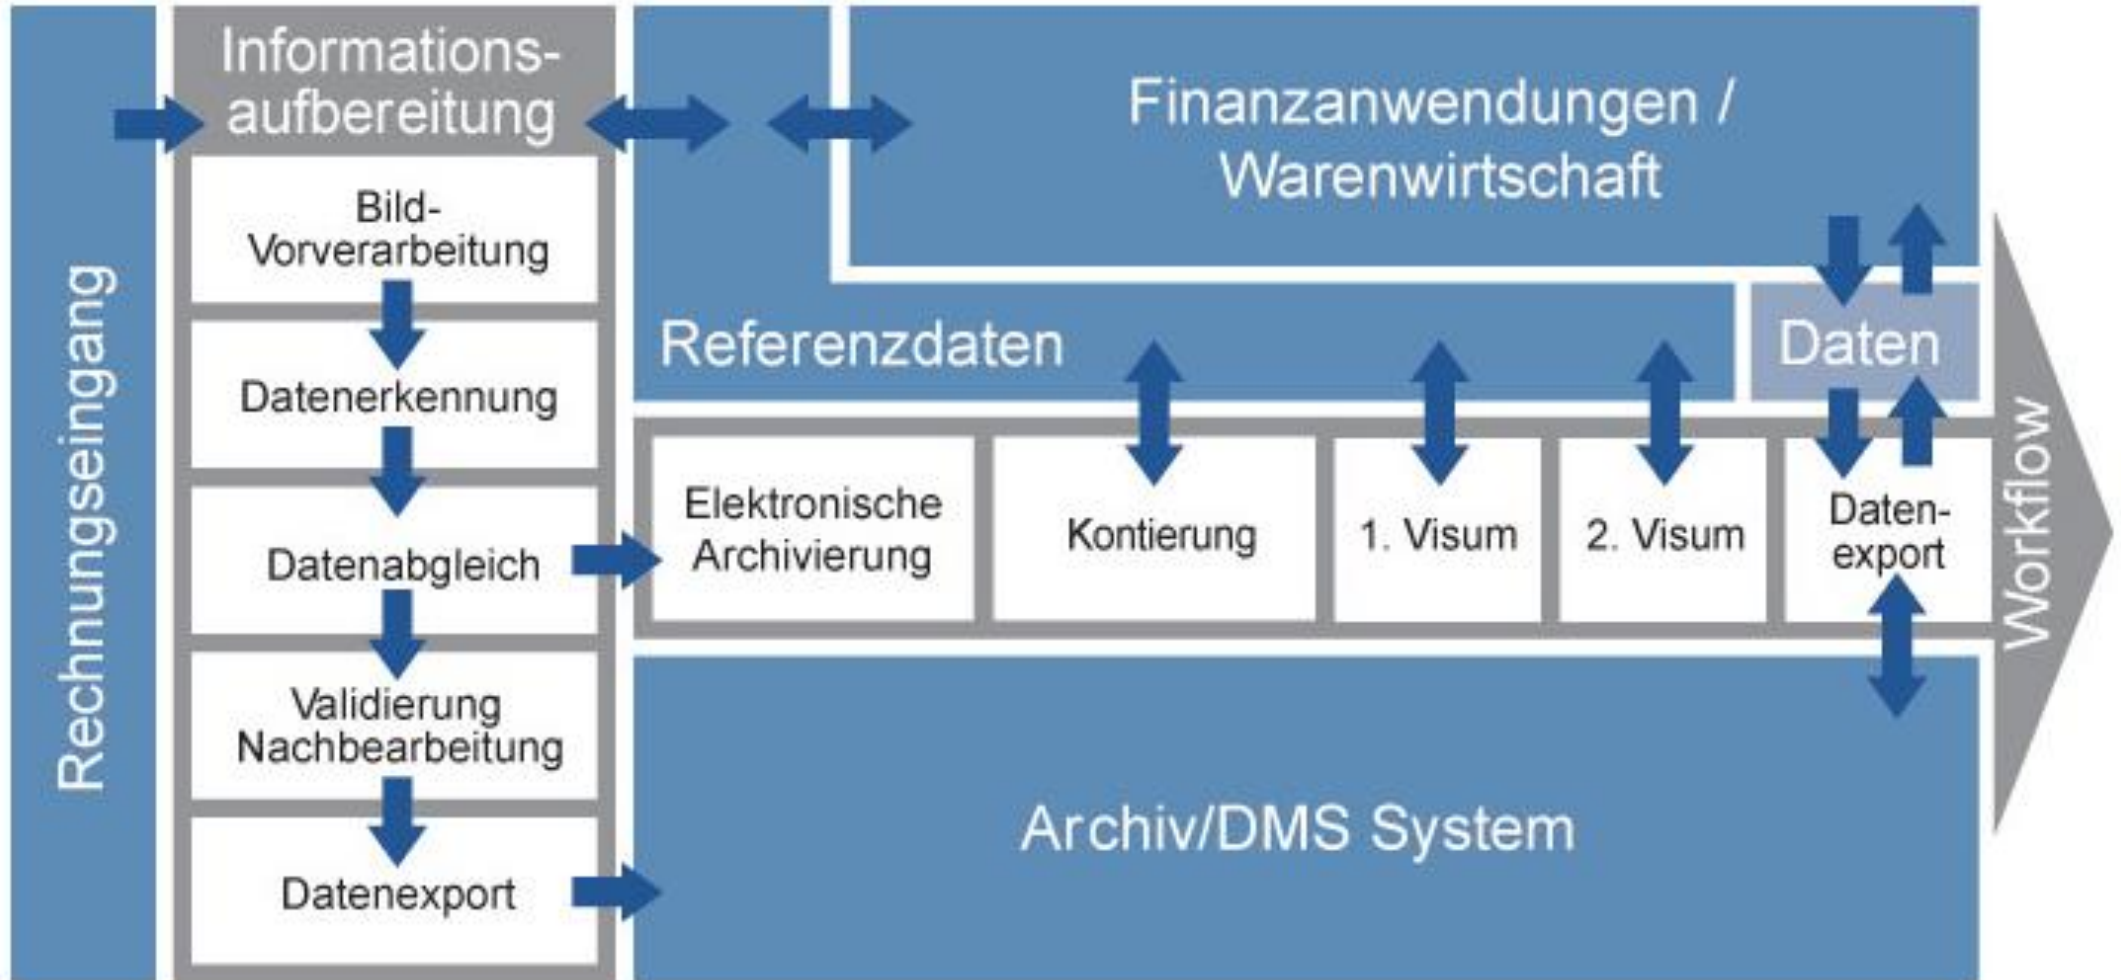 Rechnungseingang
Informations-
aufbereitung
Bild-
Vorverarbeitung
Datenerkennung
Datenabgleich
Validierung
Nachbearbeitung
Datenexport
Finanzanwendungen /
Warenwirtschaft
Referenzdaten
Daten
Elektronische
Archivierung
Kontierung
1. Visum
2. Visum
Daten-
export
Workflow
Archiv/DMS System